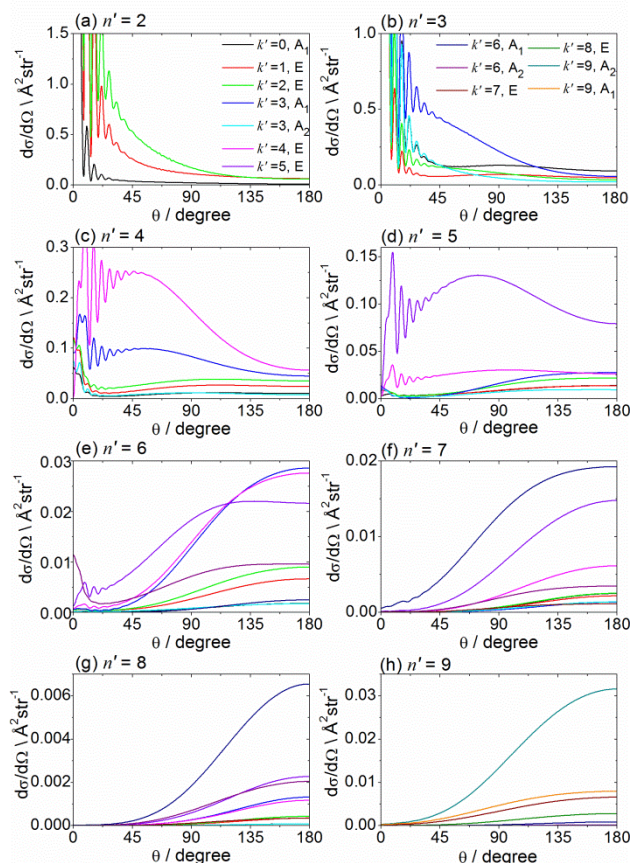 (a) n′ = 2
1.5
1.0
0.5
0.0
dσ/dΩ \ Å²str⁻¹
k′=0, A₁
k′=1, E
k′=2, E
k′=3, A₁
k′=3, A₂
k′=4, E
k′=5, E
0 45 90 135 180
θ / degree
(b) n′ = 3
1.0
0.5
0.0
dσ/dΩ \ Å²str⁻¹
k′=6, A₁
k′=6, A₂
k′=7, E
k′=8, E
k′=9, A₂
k′=9, A₁
0 45 90 135 180
θ / degree
(c) n′ = 4
0.3
0.2
0.1
0.0
dσ/dΩ \ Å²str⁻¹
0 45 90 135 180
θ / degree
(d) n′ = 5
0.15
0.10
0.05
0.00
dσ/dΩ \ Å²str⁻¹
0 45 90 135 180
θ / degree
(e) n′ = 6
0.03
0.02
0.01
0.00
dσ/dΩ \ Å²str⁻¹
0 45 90 135 180
θ / degree
(f) n′ = 7
0.02
0.01
0.00
dσ/dΩ \ Å²str⁻¹
0 45 90 135 180
θ / degree
(g) n′ = 8
0.006
0.004
0.002
0.000
dσ/dΩ \ Å²str⁻¹
0 45 90 135 180
θ / degree
(h) n′ = 9
0.03
0.02
0.01
0.00
dσ/dΩ \ Å²str⁻¹
0 45 90 135 180
θ / degree